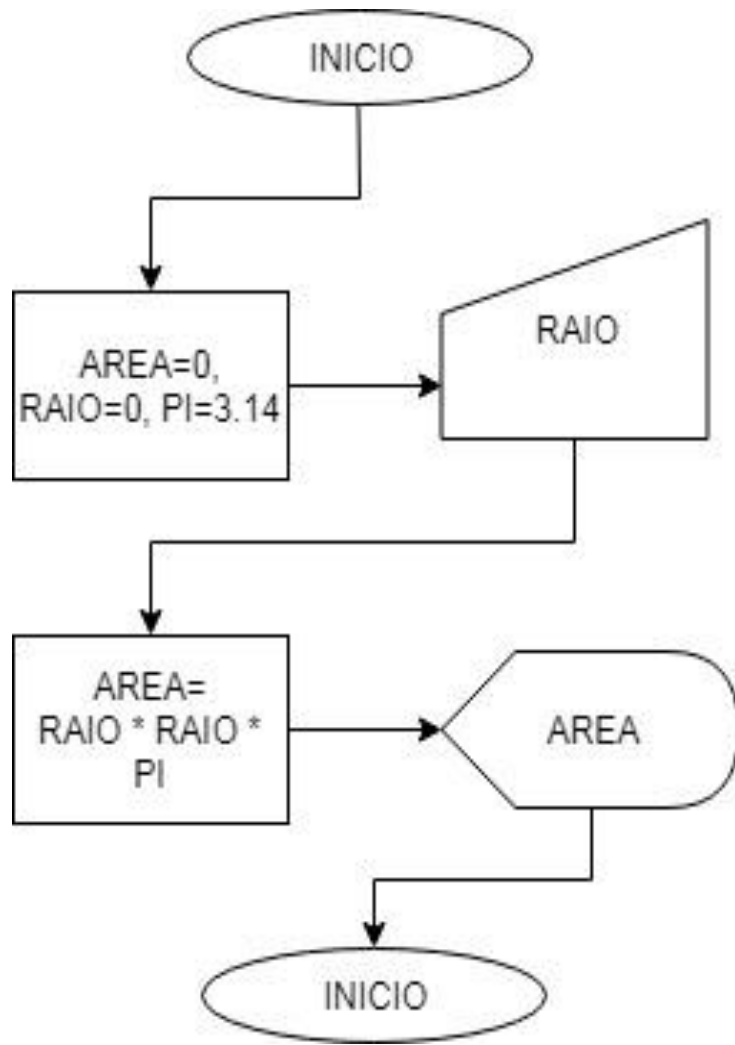 INICIO
AREA=0,
RAIO=0, PI=3.14
RAIO
AREA=
RAIO * RAIO *
PI
AREA
INICIO